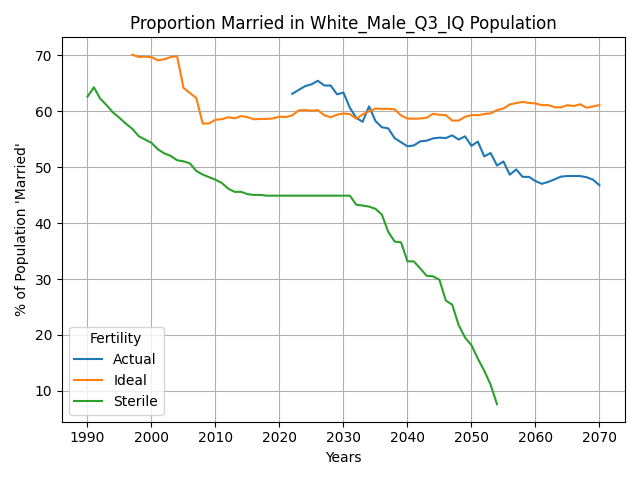 Proportion Married in White_Male_Q3_IQ Population
% of Population 'Married'
70
60
50
40
30
20
10
Fertility
Actual
Ideal
Sterile
1990 2000 2010 2020 2030 2040 2050 2060 2070
Years